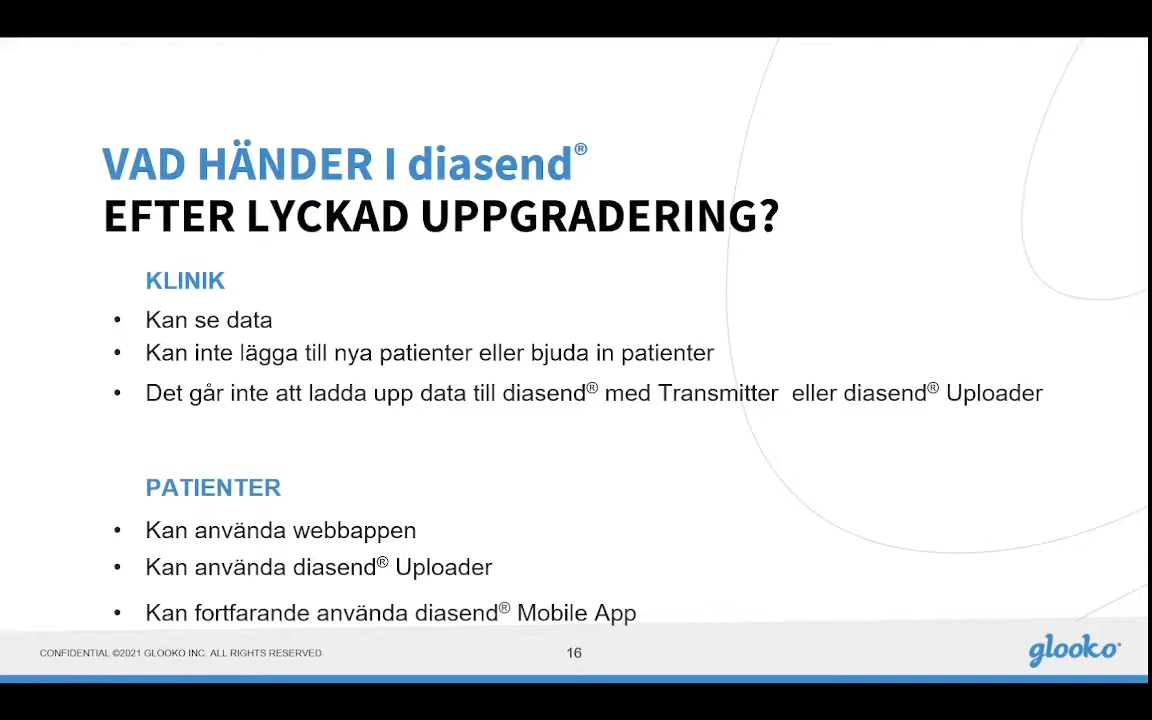 VAD HÄNDER I diasend®
EFTER LYCKAD UPPGRADERING?
KLINIK
• Kan se data
• Kan inte lägga till nya patienter eller bjuda in patienter
• Det går inte att ladda upp data till diasend® med Transmitter eller diasend® Uploader
PATIENTER
• Kan använda webbappen
• Kan använda diasend® Uploader
• Kan fortfarande använda diasend® Mobile App
CONFIDENTIAL ©2021 GLOOKO INC. ALL RIGHTS RESERVED.
16
glooko®